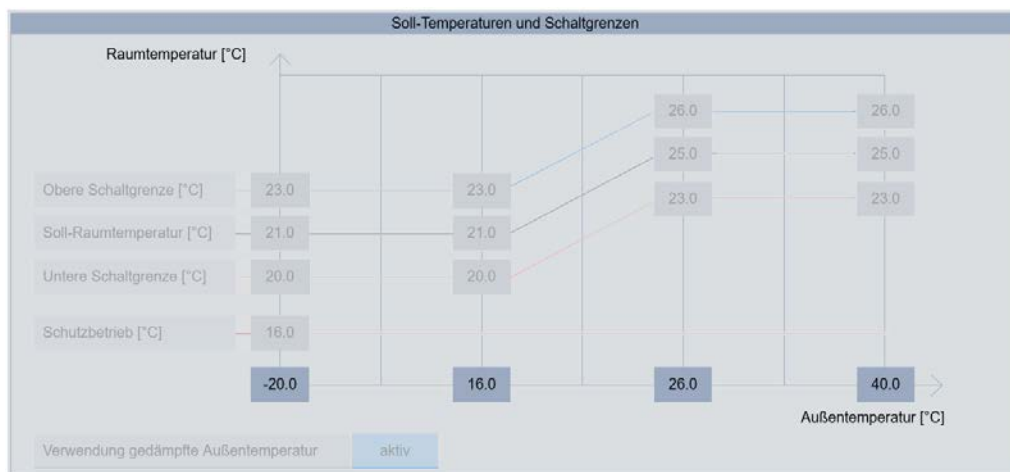 Soll-Temperaturen und Schaltgrenzen
Raumtemperatur [°C]
26.0 26.0
25.0 25.0
Obere Schaltgrenze [°C] 23.0 23.0
23.0 23.0
Soll-Raumtemperatur [°C] 21.0 21.0
Untere Schaltgrenze [°C] 20.0 20.0
Schutzbetrieb [°C] 16.0
-20.0 16.0 26.0 40.0
Außentemperatur [°C]
Verwendung gedämpfte Außentemperatur aktiv